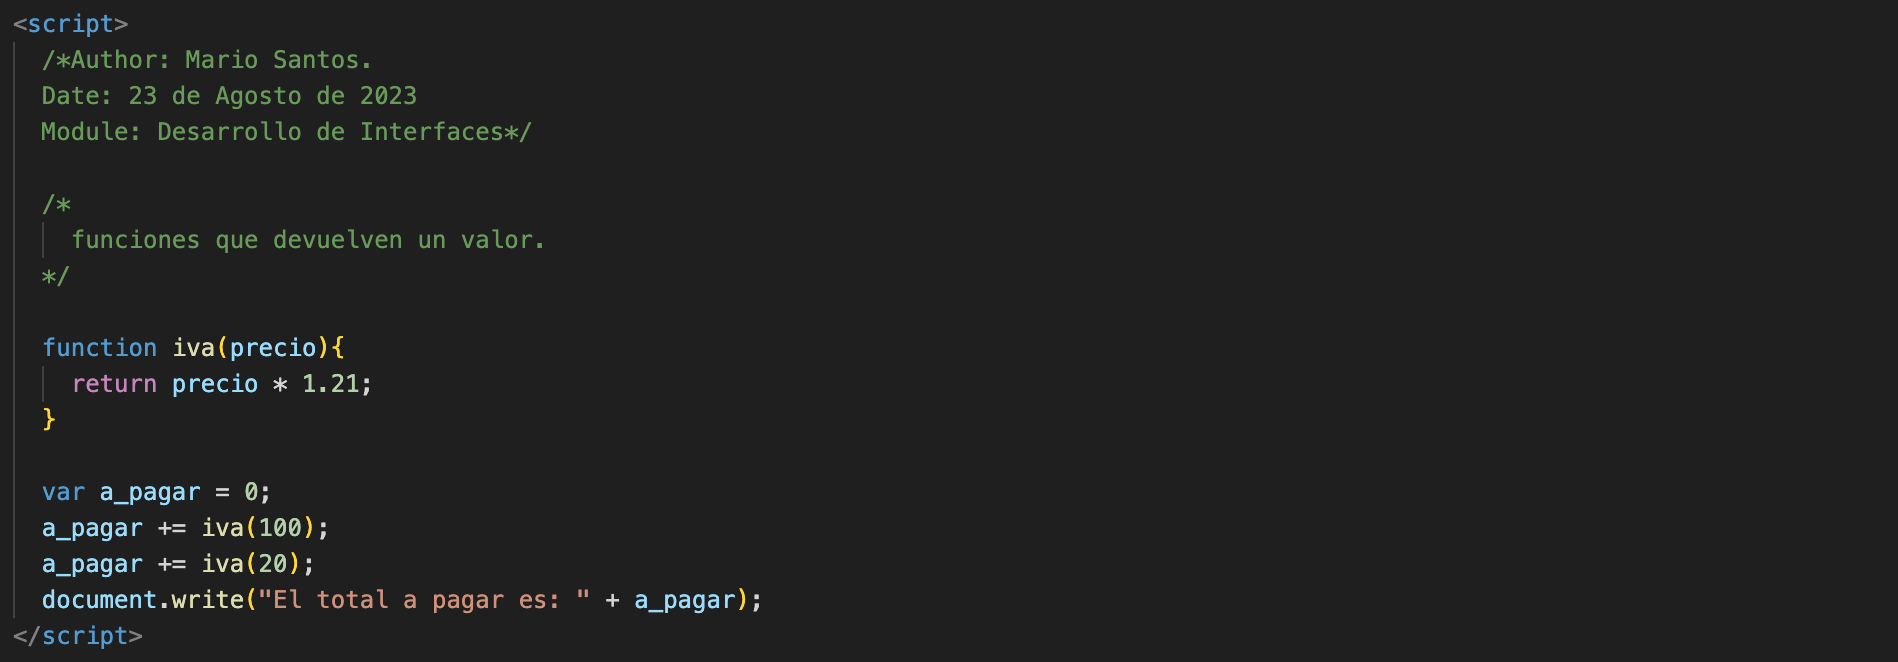 <script>
/*Author: Mario Santos.
Date: 23 de Agosto de 2023
Module: Desarrollo de Interfaces*/
/*
funciones que devuelven un valor.
*/
function iva(precio){
return precio * 1.21;
}
var a_pagar = 0;
a_pagar += iva(100);
a_pagar += iva(20);
document.write("El total a pagar es: " + a_pagar);
</script>